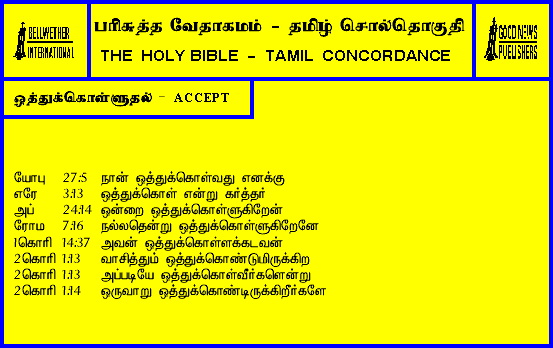 BELLWETHER
INTERNATIONAL
பரிசுத்த வேதாகமம் - தமிழ் சொல்தொகுதி
THE HOLY BIBLE - TAMIL CONCORDANCE
GOOD NEWS
PUBLISHERS
ஒத்துக்கொள்ளுதல் - ACCEPT
யோபு 27:5 நான் ஒத்துக்கொள்வது எனக்கு
எரே 3:13 ஒத்துக்கொள் என்று கர்த்தர்
அப் 24:14 ஒன்றை ஒத்துக்கொள்ளுகிறேன்
ரோம 7:16 நல்லதென்று ஒத்துக்கொள்ளுகிறேனே
1கொரி 14:37 அவன் ஒத்துக்கொள்ளக்கடவன்
2கொரி 1:13 வாசித்தும் ஒத்துக்கொண்டுமிருக்கிற
2கொரி 1:13 அப்படியே ஒத்துக்கொள்வீர்களென்று
2கொரி 1:14 ஒருவாறு ஒத்துக்கொண்டிருக்கிறீர்களே